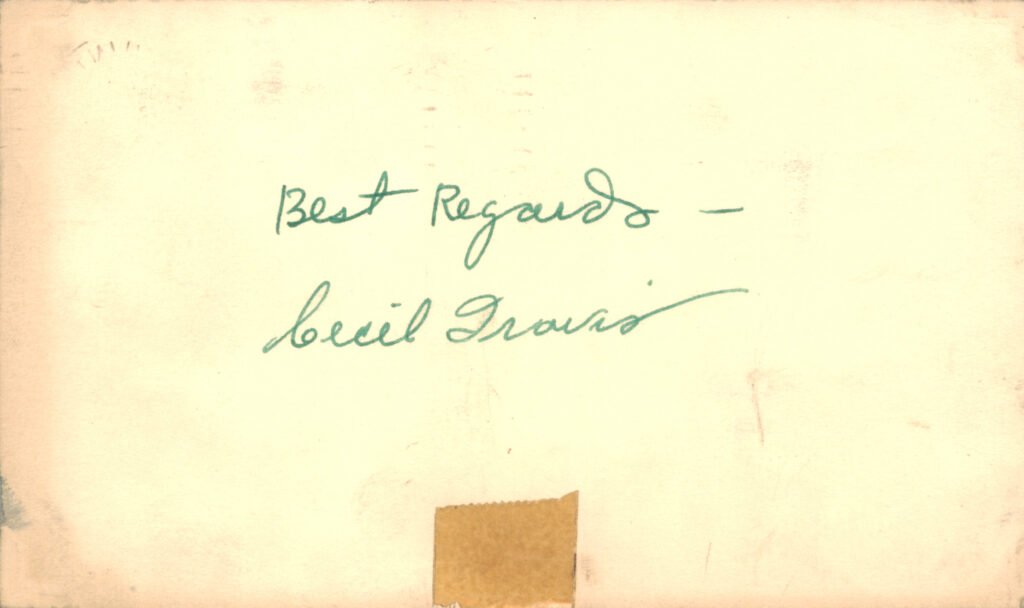 Best Regards –
Cecil Travis